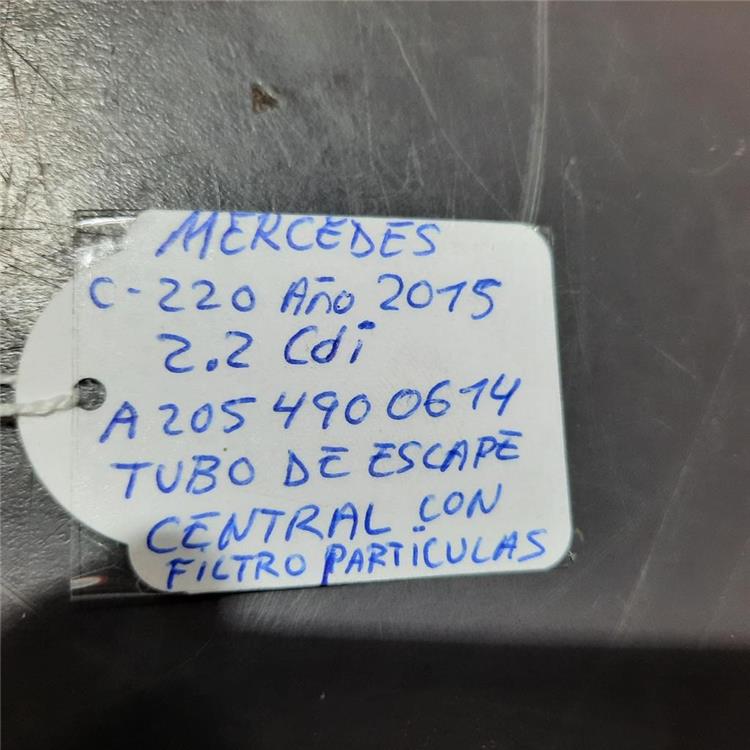 MERCEDES
C-220 Año 2015
2.2 Cdi
A 205 490 0614
TUBO DE ESCAPE
CENTRAL CON
FILTRO PARTICULAS